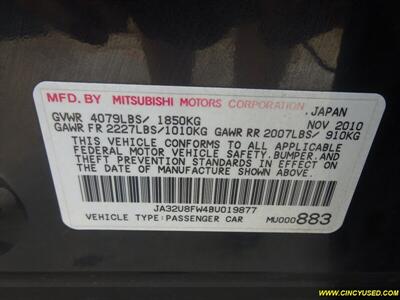 MFD. BY MITSUBISHI MOTORS CORPORATION. JAPAN
GVWR 4079LBS/ 1850KG NOV 2010
GAWR FR 2227LBS/1010KG GAWR RR 2007LBS/ 910KG
THIS VEHICLE CONFORMS TO ALL APPLICABLE
FEDERAL MOTOR VEHICLE SAFETY, BUMPER, AND
THEFT PREVENTION STANDARDS IN EFFECT ON
THE DATE OF MANUFACTURE SHOWN ABOVE.
JA32U8FW4BU019877
VEHICLE TYPE: PASSENGER CAR MU000883
WWW.CINCYUSED.COM